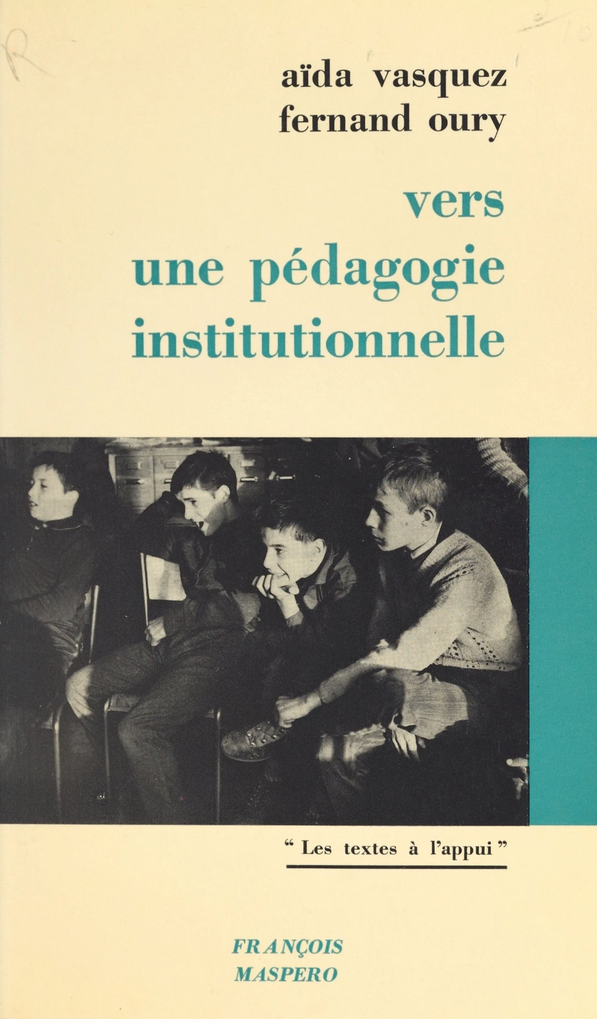 aïda vasquez
fernand oury
vers
une pédagogie
institutionnelle
“ Les textes à l’appui ”
FRANÇOIS
MASPERO